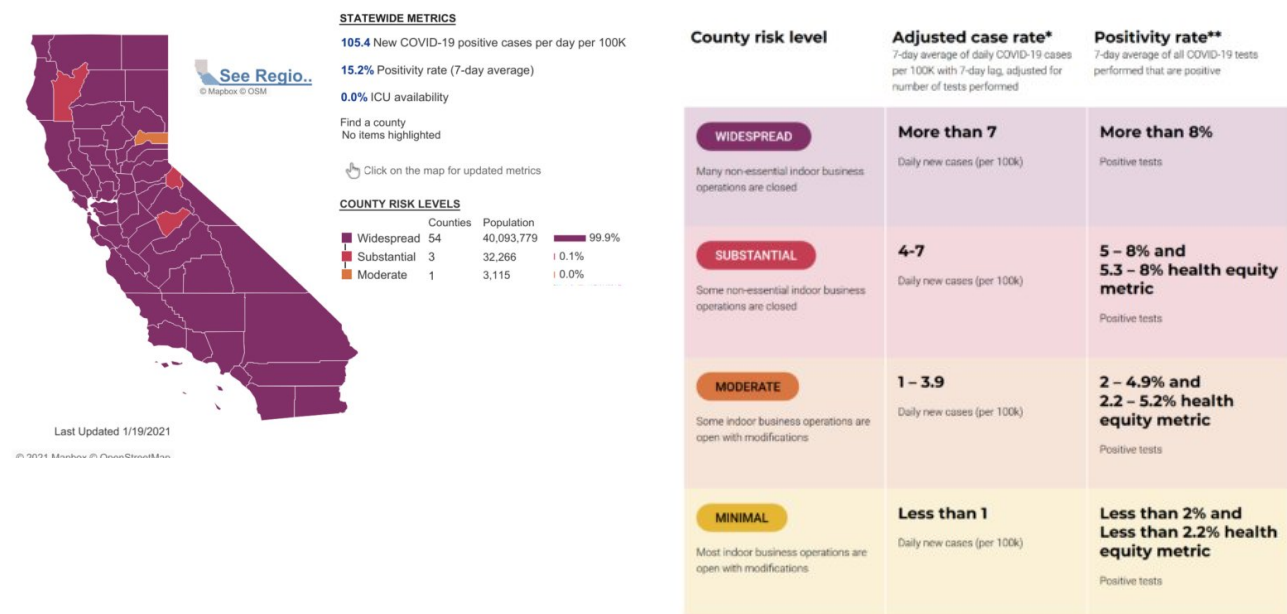 STATEWIDE METRICS
105.4 New COVID-19 positive cases per day per 100K
15.2% Positivity rate (7-day average)
0.0% ICU availability
Find a county
No items highlighted
Click on the map for updated metrics
See Regio..
© Mapbox © OSM
COUNTY RISK LEVELS
Counties Population
Widespread 54 40,093,779 99.9%
Substantial 3 32,266 0.1%
Moderate 1 3,115 0.0%
Last Updated 1/19/2021
© 2021 Mapbox © OpenStreetMap
County risk level
Adjusted case rate*
7-day average of daily COVID-19 cases
per 100K with 7-day lag, adjusted for
number of tests performed
Positivity rate**
7-day average of all COVID-19 tests
performed that are positive
WIDESPREAD
Many non-essential indoor business
operations are closed
More than 7
Daily new cases (per 100k)
More than 8%
Positive tests
SUBSTANTIAL
Some non-essential indoor business
operations are closed
4-7
Daily new cases (per 100k)
5 – 8% and
5.3 – 8% health equity
metric
Positive tests
MODERATE
Some indoor business operations are
open with modifications
1 – 3.9
Daily new cases (per 100k)
2 – 4.9% and
2.2 – 5.2% health
equity metric
Positive tests
MINIMAL
Most indoor business operations are
open with modifications
Less than 1
Daily new cases (per 100k)
Less than 2% and
Less than 2.2% health
equity metric
Positive tests